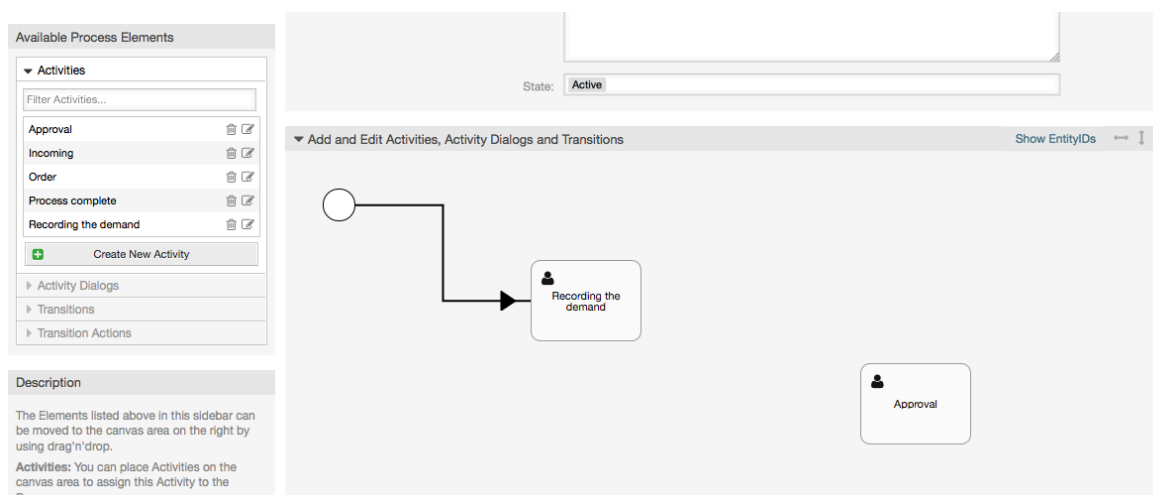 Available Process Elements
Activities
Filter Activities...
Approval
Incoming
Order
Process complete
Recording the demand
Create New Activity
Activity Dialogs
Transitions
Transition Actions
Description
The Elements listed above in this sidebar can
be moved to the canvas area on the right by
using drag'n'drop.
Activities: You can place Activities on the
canvas area to assign this Activity to the
State: Active
Add and Edit Activities, Activity Dialogs and Transitions
Show EntityIDs
Recording the
demand
Approval